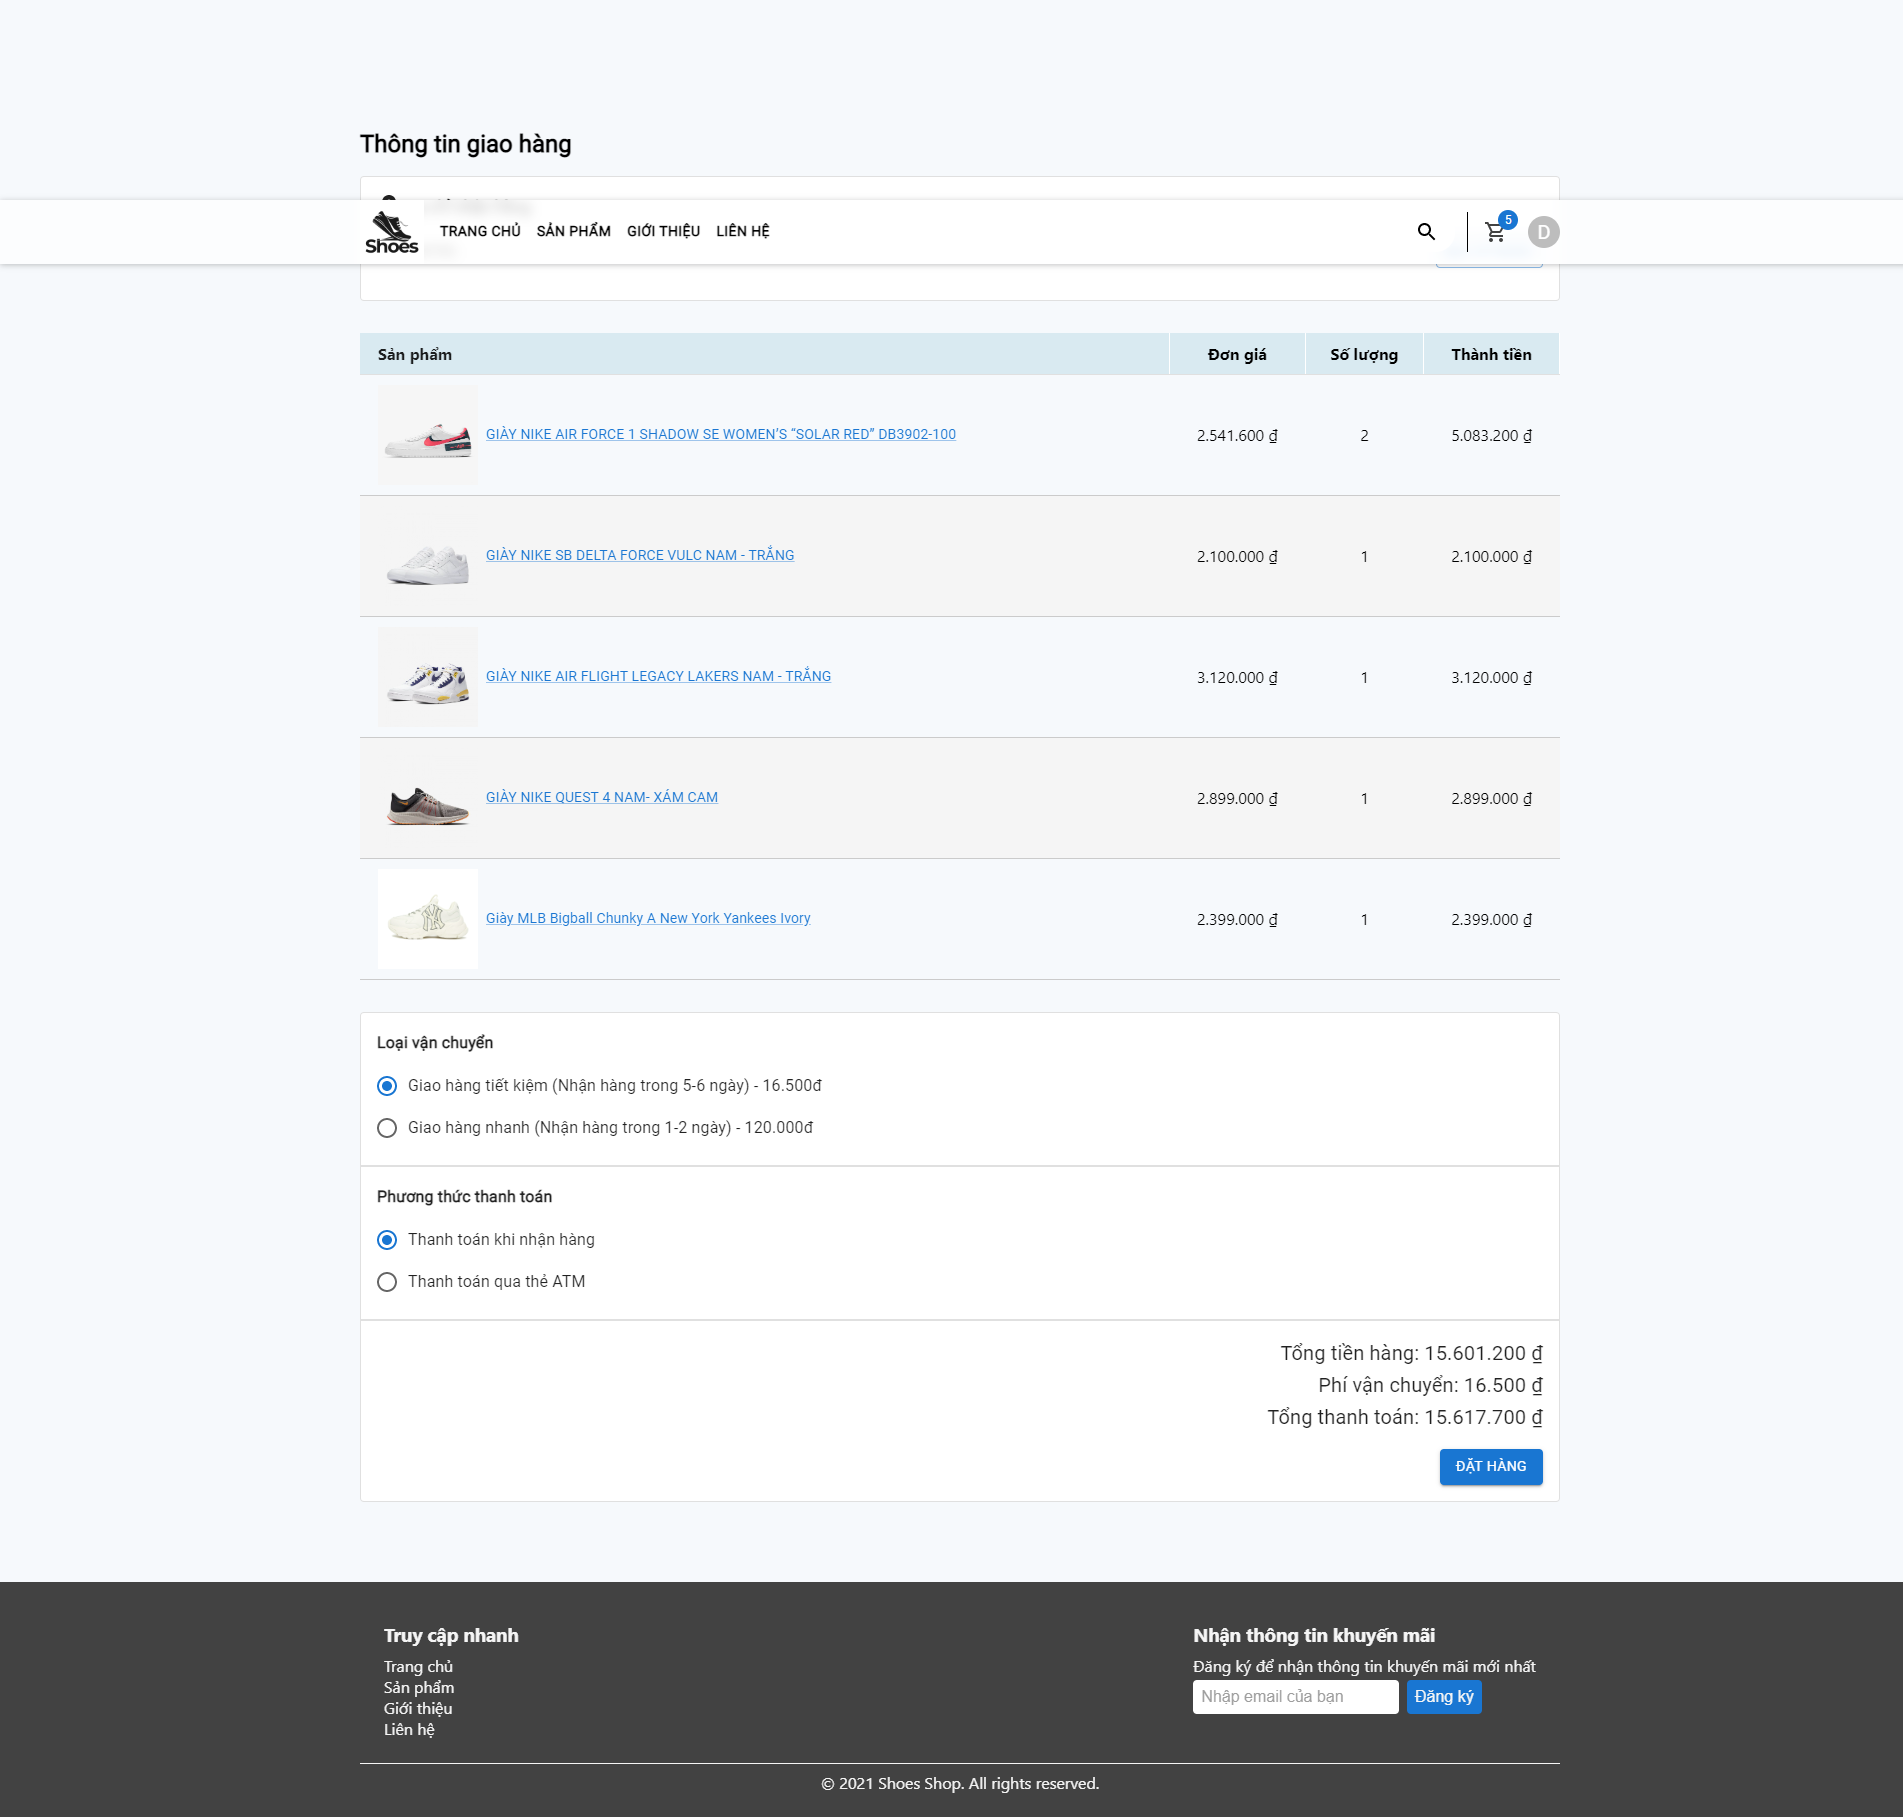 Thông tin giao hàng
Shoes
TRANG CHỦ SẢN PHẨM GIỚI THIỆU LIÊN HỆ
5
D
Sản phẩm Đơn giá Số lượng Thành tiền
GIÀY NIKE AIR FORCE 1 SHADOW SE WOMEN’S “SOLAR RED” DB3902-100 2.541.600 ₫ 2 5.083.200 ₫
GIÀY NIKE SB DELTA FORCE VULC NAM - TRẮNG 2.100.000 ₫ 1 2.100.000 ₫
GIÀY NIKE AIR FLIGHT LEGACY LAKERS NAM - TRẮNG 3.120.000 ₫ 1 3.120.000 ₫
GIÀY NIKE QUEST 4 NAM- XÁM CAM 2.899.000 ₫ 1 2.899.000 ₫
Giày MLB Bigball Chunky A New York Yankees Ivory 2.399.000 ₫ 1 2.399.000 ₫
Loại vận chuyển
Giao hàng tiết kiệm (Nhận hàng trong 5-6 ngày) - 16.500đ
Giao hàng nhanh (Nhận hàng trong 1-2 ngày) - 120.000đ
Phương thức thanh toán
Thanh toán khi nhận hàng
Thanh toán qua thẻ ATM
Tổng tiền hàng: 15.601.200 ₫
Phí vận chuyển: 16.500 ₫
Tổng thanh toán: 15.617.700 ₫
ĐẶT HÀNG
Truy cập nhanh
Trang chủ
Sản phẩm
Giới thiệu
Liên hệ
Nhận thông tin khuyến mãi
Đăng ký để nhận thông tin khuyến mãi mới nhất
Nhập email của bạn Đăng ký
© 2021 Shoes Shop. All rights reserved.